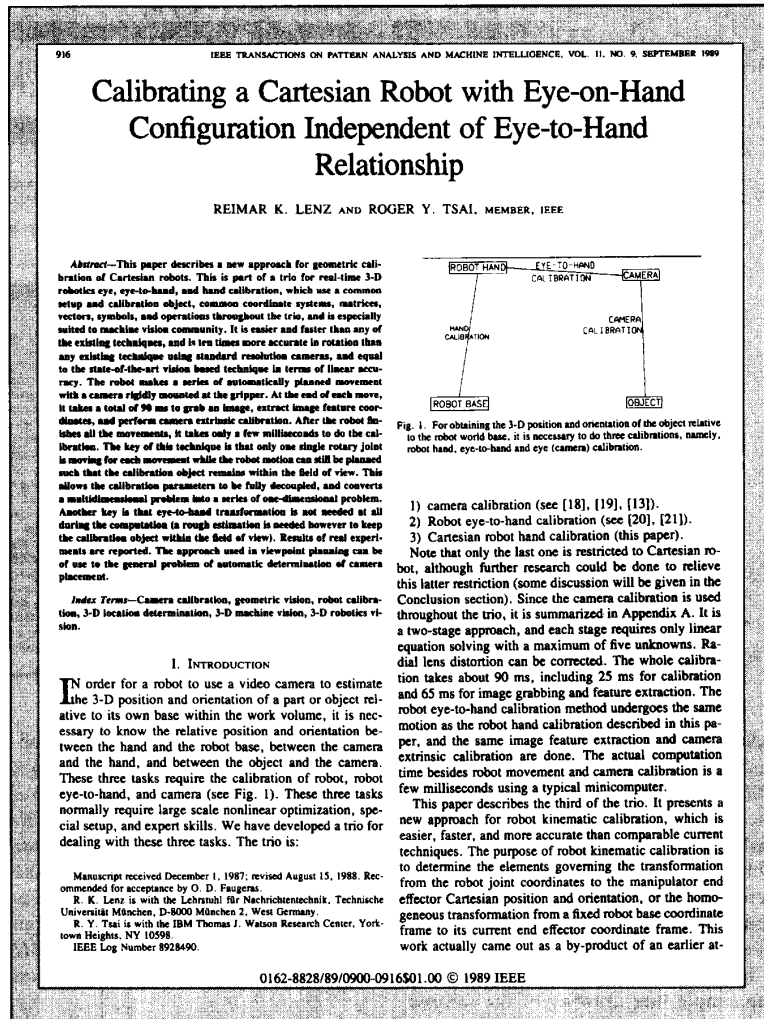 916
IEEE TRANSACTIONS ON PATTERN ANALYSIS AND MACHINE INTELLIGENCE, VOL. 11, NO. 9, SEPTEMBER 1989
Calibrating a Cartesian Robot with Eye-on-Hand
Configuration Independent of Eye-to-Hand
Relationship
REIMAR K. LENZ AND ROGER Y. TSAI, MEMBER, IEEE
Abstract—This paper describes a new approach for geometric cali-
bration of Cartesian robots. This is part of a trio for real-time 3-D
robotics eye, eye-to-hand, and hand calibration, which use a common
setup and calibration object, common coordinate systems, matrices,
vectors, symbols, and operations throughout the trio, and is especially
suited to machine vision community. It is easier and faster than any of
the existing techniques, and is ten times more accurate in rotation than
any existing technique using standard resolution cameras, and equal
to the state-of-the-art vision based technique in terms of linear accu-
racy. The robot makes a series of automatically planned movement
with a camera rigidly mounted at the gripper. At the end of each move,
it takes a total of 90 ms to grab an image, extract image feature coor-
dinates, and perform camera extrinsic calibration. After the robot fin-
ishes all the movements, it takes only a few milliseconds to do the cal-
ibration. The key of this technique is that only one single rotary joint
is moving for each movement while the robot motion can still be planned
such that the calibration object remains within the field of view. This
allows the calibration parameters to be fully decoupled, and converts
a multidimensional problem into a series of one-dimensional problem.
Another key is that eye-to-hand transformation is not needed at all
during the computation (a rough estimation is needed however to keep
the calibration object within the field of view). Results of real experi-
ments are reported. The approach used in viewpoint planning can be
of use to the general problem of automatic determination of camera
placement.
Index Terms—Camera calibration, geometric vision, robot calibra-
tion, 3-D location determination, 3-D machine vision, 3-D robotics vi-
sion.
I. INTRODUCTION
IN order for a robot to use a video camera to estimate
the 3-D position and orientation of a part or object rel-
ative to its own base within the work volume, it is nec-
essary to know the relative position and orientation be-
tween the hand and the robot base, between the camera
and the hand, and between the object and the camera.
These three tasks require the calibration of robot, robot
eye-to-hand, and camera (see Fig. 1). These three tasks
normally require large scale nonlinear optimization, spe-
cial setup, and expert skills. We have developed a trio for
dealing with these three tasks. The trio is:
Manuscript received December 1, 1987; revised August 15, 1988. Rec-
ommended for acceptance by O. D. Faugeras.
R. K. Lenz is with the Lehrstuhl für Nachrichtentechnik, Technische
Universität München, D-8000 München 2, West Germany.
R. Y. Tsai is with the IBM Thomas J. Watson Research Center, York-
town Heights, NY 10598.
IEEE Log Number 8928490.
ROBOT HAND
EYE-TO-HAND
CALIBRATION
CAMERA
HAND
CALIBRATION
CAMERA
CALIBRATION
ROBOT BASE
OBJECT
Fig. 1. For obtaining the 3-D position and orientation of the object relative
to the robot world base, it is necessary to do three calibrations, namely,
robot hand, eye-to-hand and eye (camera) calibration.
1) camera calibration (see [18], [19], [13]).
2) Robot eye-to-hand calibration (see [20], [21]).
3) Cartesian robot hand calibration (this paper).
Note that only the last one is restricted to Cartesian ro-
bot, although further research could be done to relieve
this latter restriction (some discussion will be given in the
Conclusion section). Since the camera calibration is used
throughout the trio, it is summarized in Appendix A. It is
a two-stage approach, and each stage requires only linear
equation solving with a maximum of five unknowns. Ra-
dial lens distortion can be corrected. The whole calibra-
tion takes about 90 ms, including 25 ms for calibration
and 65 ms for image grabbing and feature extraction. The
robot eye-to-hand calibration method undergoes the same
motion as the robot hand calibration described in this pa-
per, and the same image feature extraction and camera
extrinsic calibration are done. The actual computation
time besides robot movement and camera calibration is a
few milliseconds using a typical minicomputer.
This paper describes the third of the trio. It presents a
new approach for robot kinematic calibration, which is
easier, faster, and more accurate than comparable current
techniques. The purpose of robot kinematic calibration is
to determine the elements governing the transformation
from the robot joint coordinates to the manipulator end
effector Cartesian position and orientation, or the homo-
geneous transformation from a fixed robot base coordinate
frame to its current end effector coordinate frame. This
work actually came out as a by-product of an earlier at-
0162-8828/89/0900-0916$01.00 © 1989 IEEE